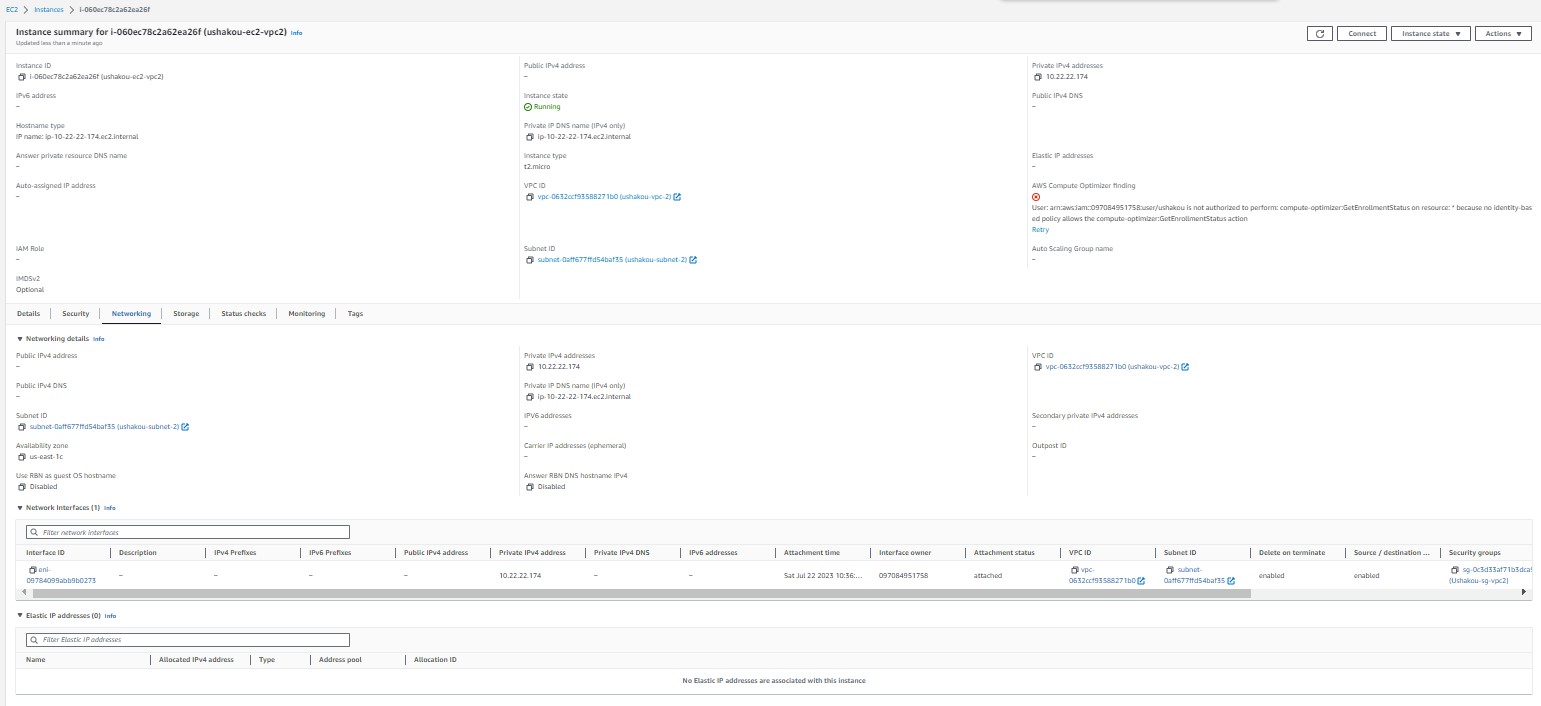 EC2 > Instances > i-060ec78c2a62ea26f
Instance summary for i-060ec78c2a62ea26f (ushakou-ec2-vpc2) Info
Updated less than a minute ago
Connect Instance state Actions
Instance ID
i-060ec78c2a62ea26f (ushakou-ec2-vpc2)
Public IPv4 address
–
Private IPv4 addresses
10.22.22.174
IPv6 address
–
Instance state
Running
Public IPv4 DNS
–
Hostname type
IP name: ip-10-22-22-174.ec2.internal
Private IP DNS name (IPv4 only)
ip-10-22-22-174.ec2.internal
Answer private resource DNS name
–
Instance type
t2.micro
Elastic IP addresses
–
Auto-assigned IP address
–
VPC ID
vpc-0632ccf93588271b0 (ushakou-vpc-2)
AWS Compute Optimizer finding
User: arn:aws:iam::097084951758:user/ushakou is not authorized to perform: compute-optimizer:GetEnrollmentStatus on resource: * because no identity-bas
ed policy allows the compute-optimizer:GetEnrollmentStatus action
Retry
IAM Role
–
Subnet ID
subnet-0aff677ffd54baf35 (ushakou-subnet-2)
Auto Scaling Group name
–
IMDSv2
Optional
Details Security Networking Storage Status checks Monitoring Tags
Networking details Info
Public IPv4 address
–
Private IPv4 addresses
10.22.22.174
VPC ID
vpc-0632ccf93588271b0 (ushakou-vpc-2)
Public IPv4 DNS
–
Private IP DNS name (IPv4 only)
ip-10-22-22-174.ec2.internal
Subnet ID
subnet-0aff677ffd54baf35 (ushakou-subnet-2)
IPV6 addresses
–
Secondary private IPv4 addresses
–
Availability zone
us-east-1c
Carrier IP addresses (ephemeral)
–
Outpost ID
–
Use RBN as guest OS hostname
Disabled
Answer RBN DNS hostname IPv4
Disabled
Network Interfaces (1) Info
Filter network interfaces
Interface ID Description IPv4 Prefixes IPv6 Prefixes Public IPv4 address Private IPv4 address Private IPv4 DNS IPv6 addresses Attachment time Interface owner Attachment status VPC ID Subnet ID Delete on terminate Source / destination ... Security groups
eni-
09784099abb9b0273
– – – – 10.22.22.174 – – Sat Jul 22 2023 10:36:... 097084951758 attached
vpc-
0632ccf93588271b0
subnet-
0aff677ffd54baf35
enabled enabled
sg-0c3d33af71b3dca
(Ushakou-sg-vpc2)
Elastic IP addresses (0) Info
Filter Elastic IP addresses
Name Allocated IPv4 address Type Address pool Allocation ID
No Elastic IP addresses are associated with this instance